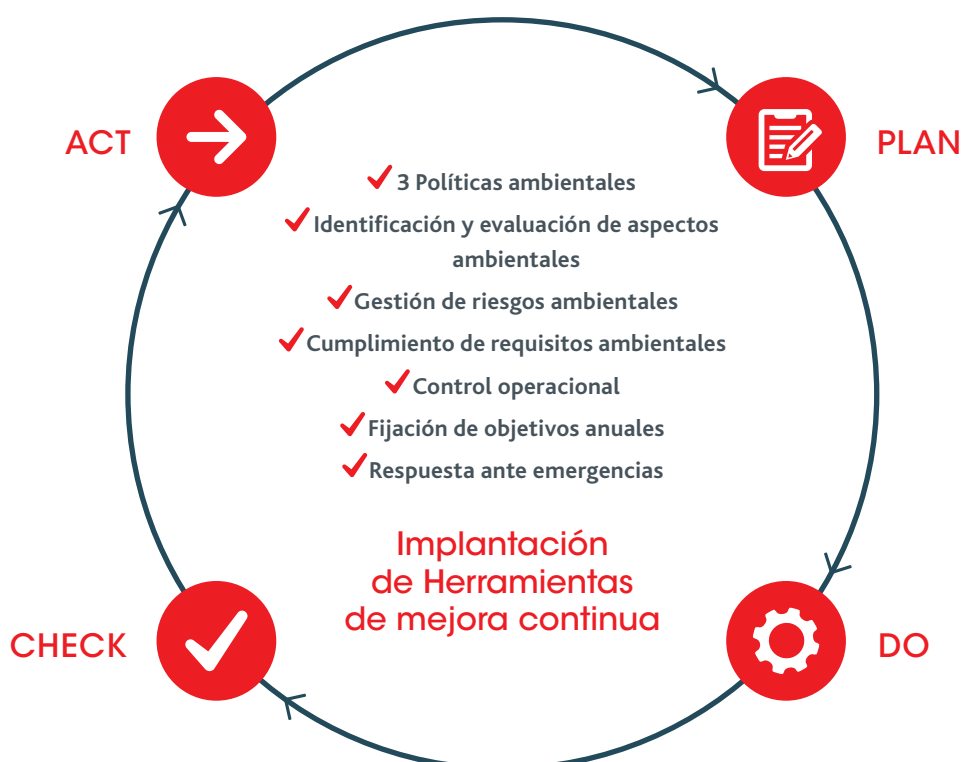 ACT
PLAN
3 Políticas ambientales
Identificación y evaluación de aspectos
ambientales
Gestión de riesgos ambientales
Cumplimiento de requisitos ambientales
Control operacional
Fijación de objetivos anuales
Respuesta ante emergencias
Implantación
de Herramientas
de mejora continua
CHECK
DO